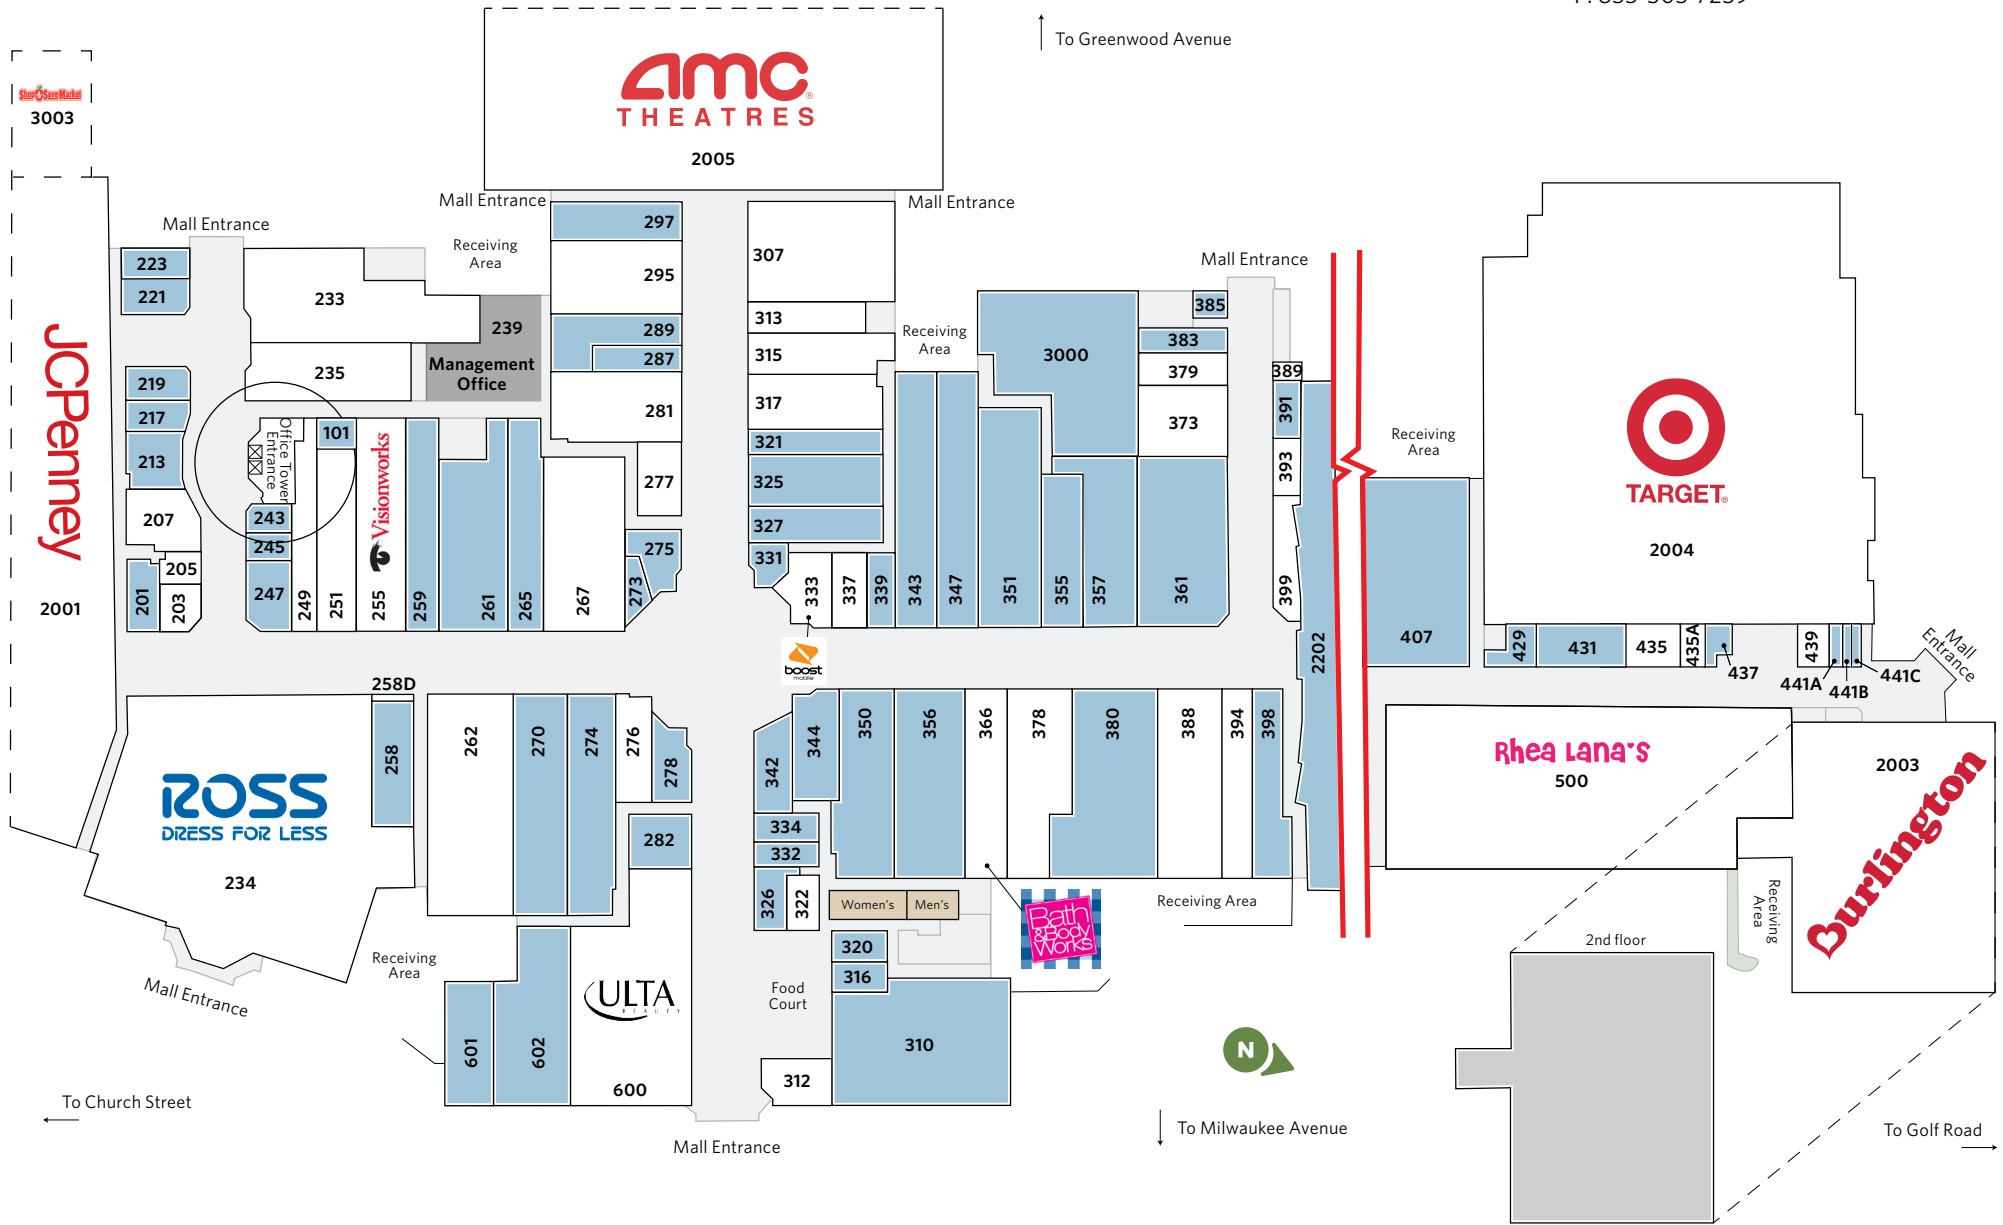 To Greenwood Avenue
Shop Save Market
3003
amc
THEATRES
2005
Mall Entrance
Mall Entrance
Mall Entrance
Mall Entrance
Receiving
Area
223
221
233
239
Management
Office
235
297
295
289
287
281
277
275
273
307
313
315
317
321
325
327
331
Receiving
Area
3000
385
383
379
373
389
391
393
399
2202
JCPenney
2001
219
217
213
207
205
201
203
Office Tower
Entrance
101
243
245
247
249
251
Visionworks
255
259
261
265
267
333
337
339
343
347
351
355
357
361
boost
mobile
Receiving
Area
407
TARGET
2004
429
431
435
435A
437
439
441A
441B
441C
Mall
Entrance
258D
258
ROSS
DRESS FOR LESS
234
262
270
274
276
278
282
342
344
350
356
366
378
380
388
394
398
334
332
326
322
Women's
Men's
320
316
310
312
Food
Court
Bath
& Body
Works
Receiving Area
Rhea Lana's
500
2003
Burlington
Receiving
Area
2nd floor
Mall Entrance
Receiving
Area
601
602
ULTA
BEAUTY
600
N
To Church Street
Mall Entrance
To Milwaukee Avenue
To Golf Road